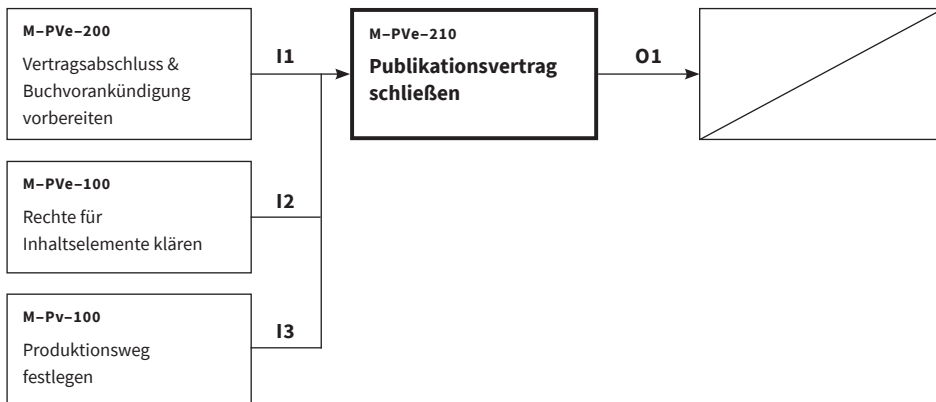 M–PVe–200
Vertragsabschluss &
Buchvorankündigung
vorbereiten
I1
M–PVe–210
Publikationsvertrag
schließen
O1
M–PVe–100
Rechte für
Inhaltselemente klären
I2
M–Pv–100
Produktionsweg
festlegen
I3